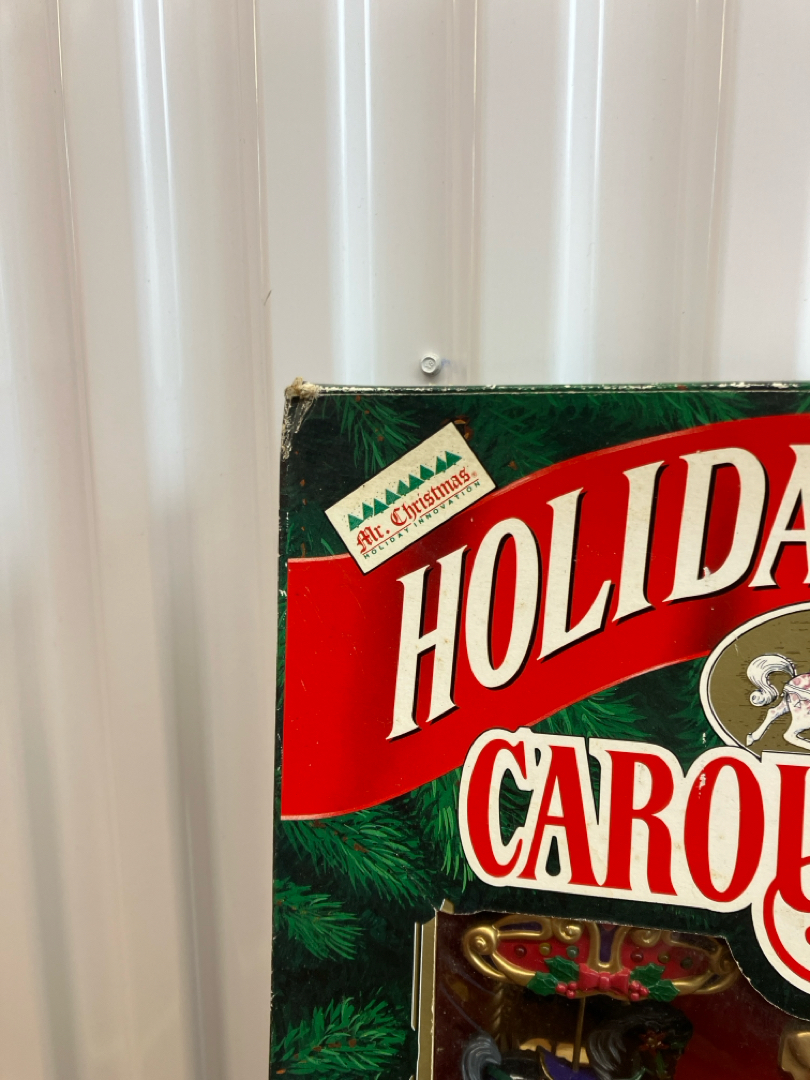 Mr. Christmas®
HOLIDAY INNOVATION
HOLIDA
CAROU